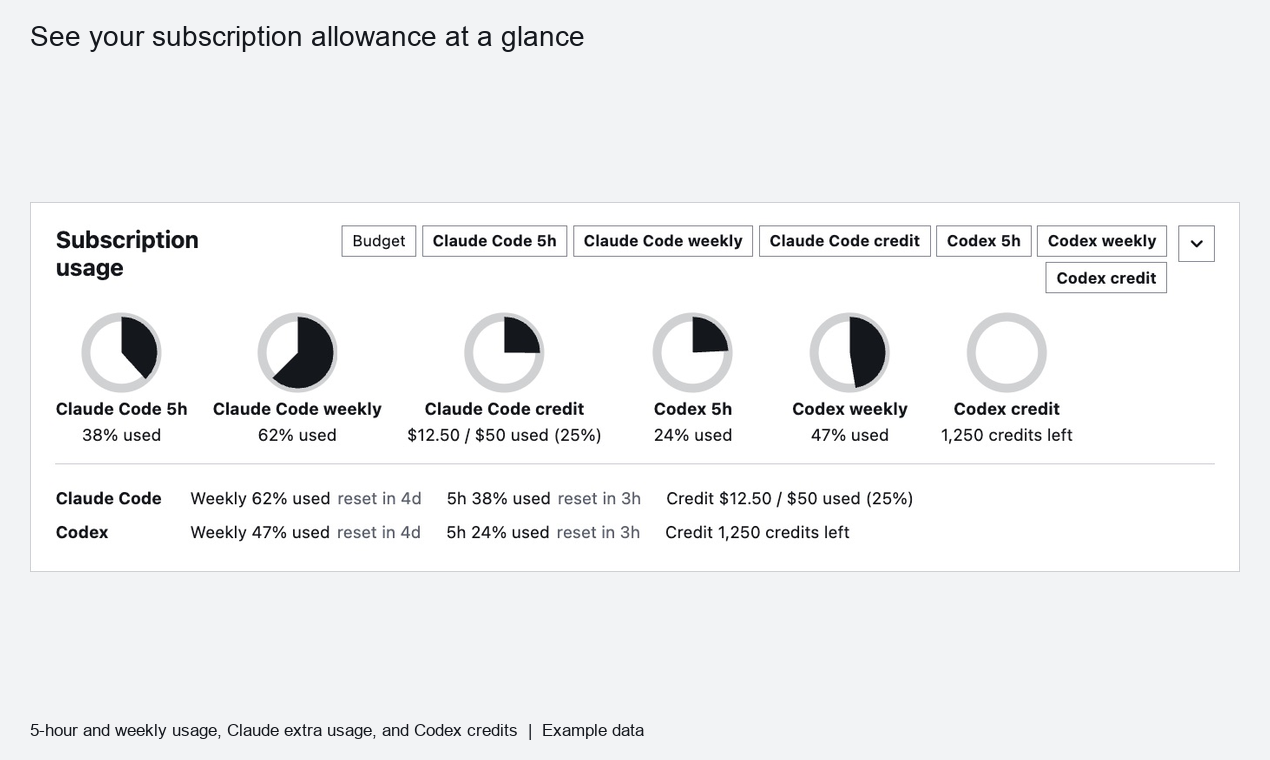 See your subscription allowance at a glance
Subscription usage
Budget
Claude Code 5h
Claude Code weekly
Claude Code credit
Codex 5h
Codex weekly
Codex credit
Claude Code 5h
38% used
Claude Code weekly
62% used
Claude Code credit
$12.50 / $50 used (25%)
Codex 5h
24% used
Codex weekly
47% used
Codex credit
1,250 credits left
Claude Code Weekly 62% used reset in 4d 5h 38% used reset in 3h Credit $12.50 / $50 used (25%)
Codex Weekly 47% used reset in 4d 5h 24% used reset in 3h Credit 1,250 credits left
5-hour and weekly usage, Claude extra usage, and Codex credits | Example data